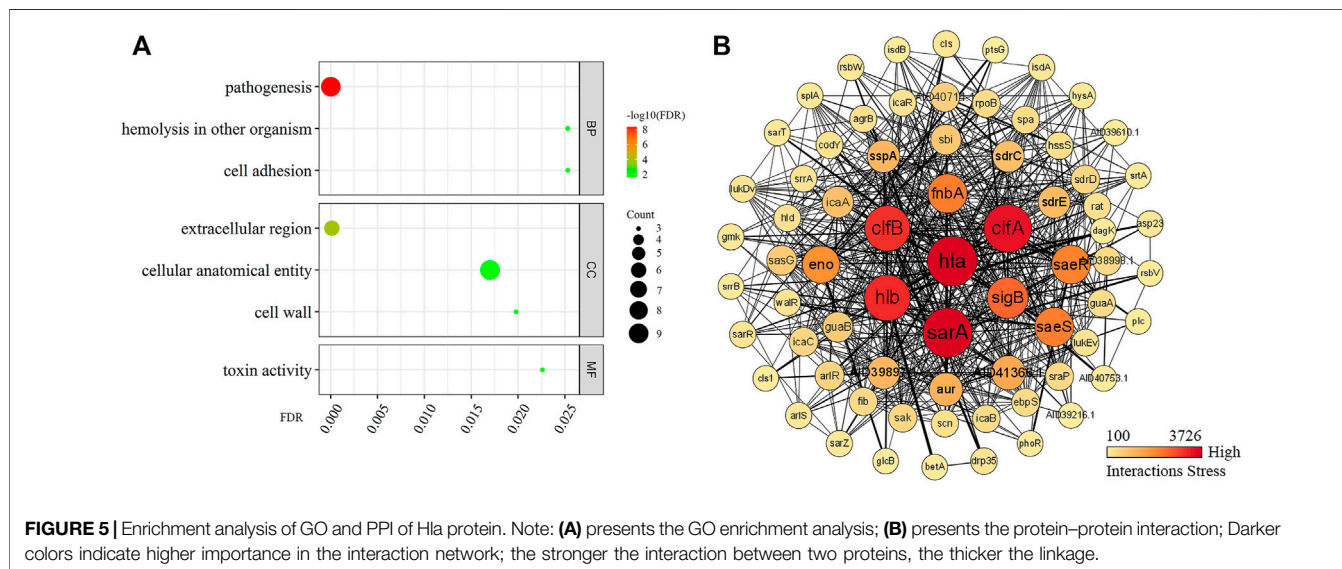 A
pathogenesis
hemolysis in other organism
cell adhesion
BP
extracellular region
cellular anatomical entity
cell wall
CC
toxin activity
MF
FDR
0.000
0.005
0.010
0.015
0.020
0.025
-log10(FDR)
8
6
4
2
Count
3
4
5
6
7
8
9
B
cls
isdB
ptsG
rsbW
isdA
splA
icaR
rpoB
hysA
agrB
spa
AID39610.1
sarT
codY
sspA
sbi
sdrC
hssS
srrA
sdrD
srtA
lukDv
icaA
fnbA
sdrE
rat
hld
clfB
clfA
dagK
asp23
gmk
sasG
eno
hla
saeR
AID38998.1
rsbV
srrB
walR
hlb
sigB
guaA
sarR
guaB
sarA
saeS
plc
icaC
lukEv
cls1
arlR
aur
sraP
AID40753.1
arlS
fib
sak
scn
icaB
ebpS
AID39216.1
sarZ
phoR
glcB
betA
drp35
100
3726
High
Interactions Stress
FIGURE 5 | Enrichment analysis of GO and PPI of Hla protein. Note: (A) presents the GO enrichment analysis; (B) presents the protein–protein interaction; Darker
colors indicate higher importance in the interaction network; the stronger the interaction between two proteins, the thicker the linkage.